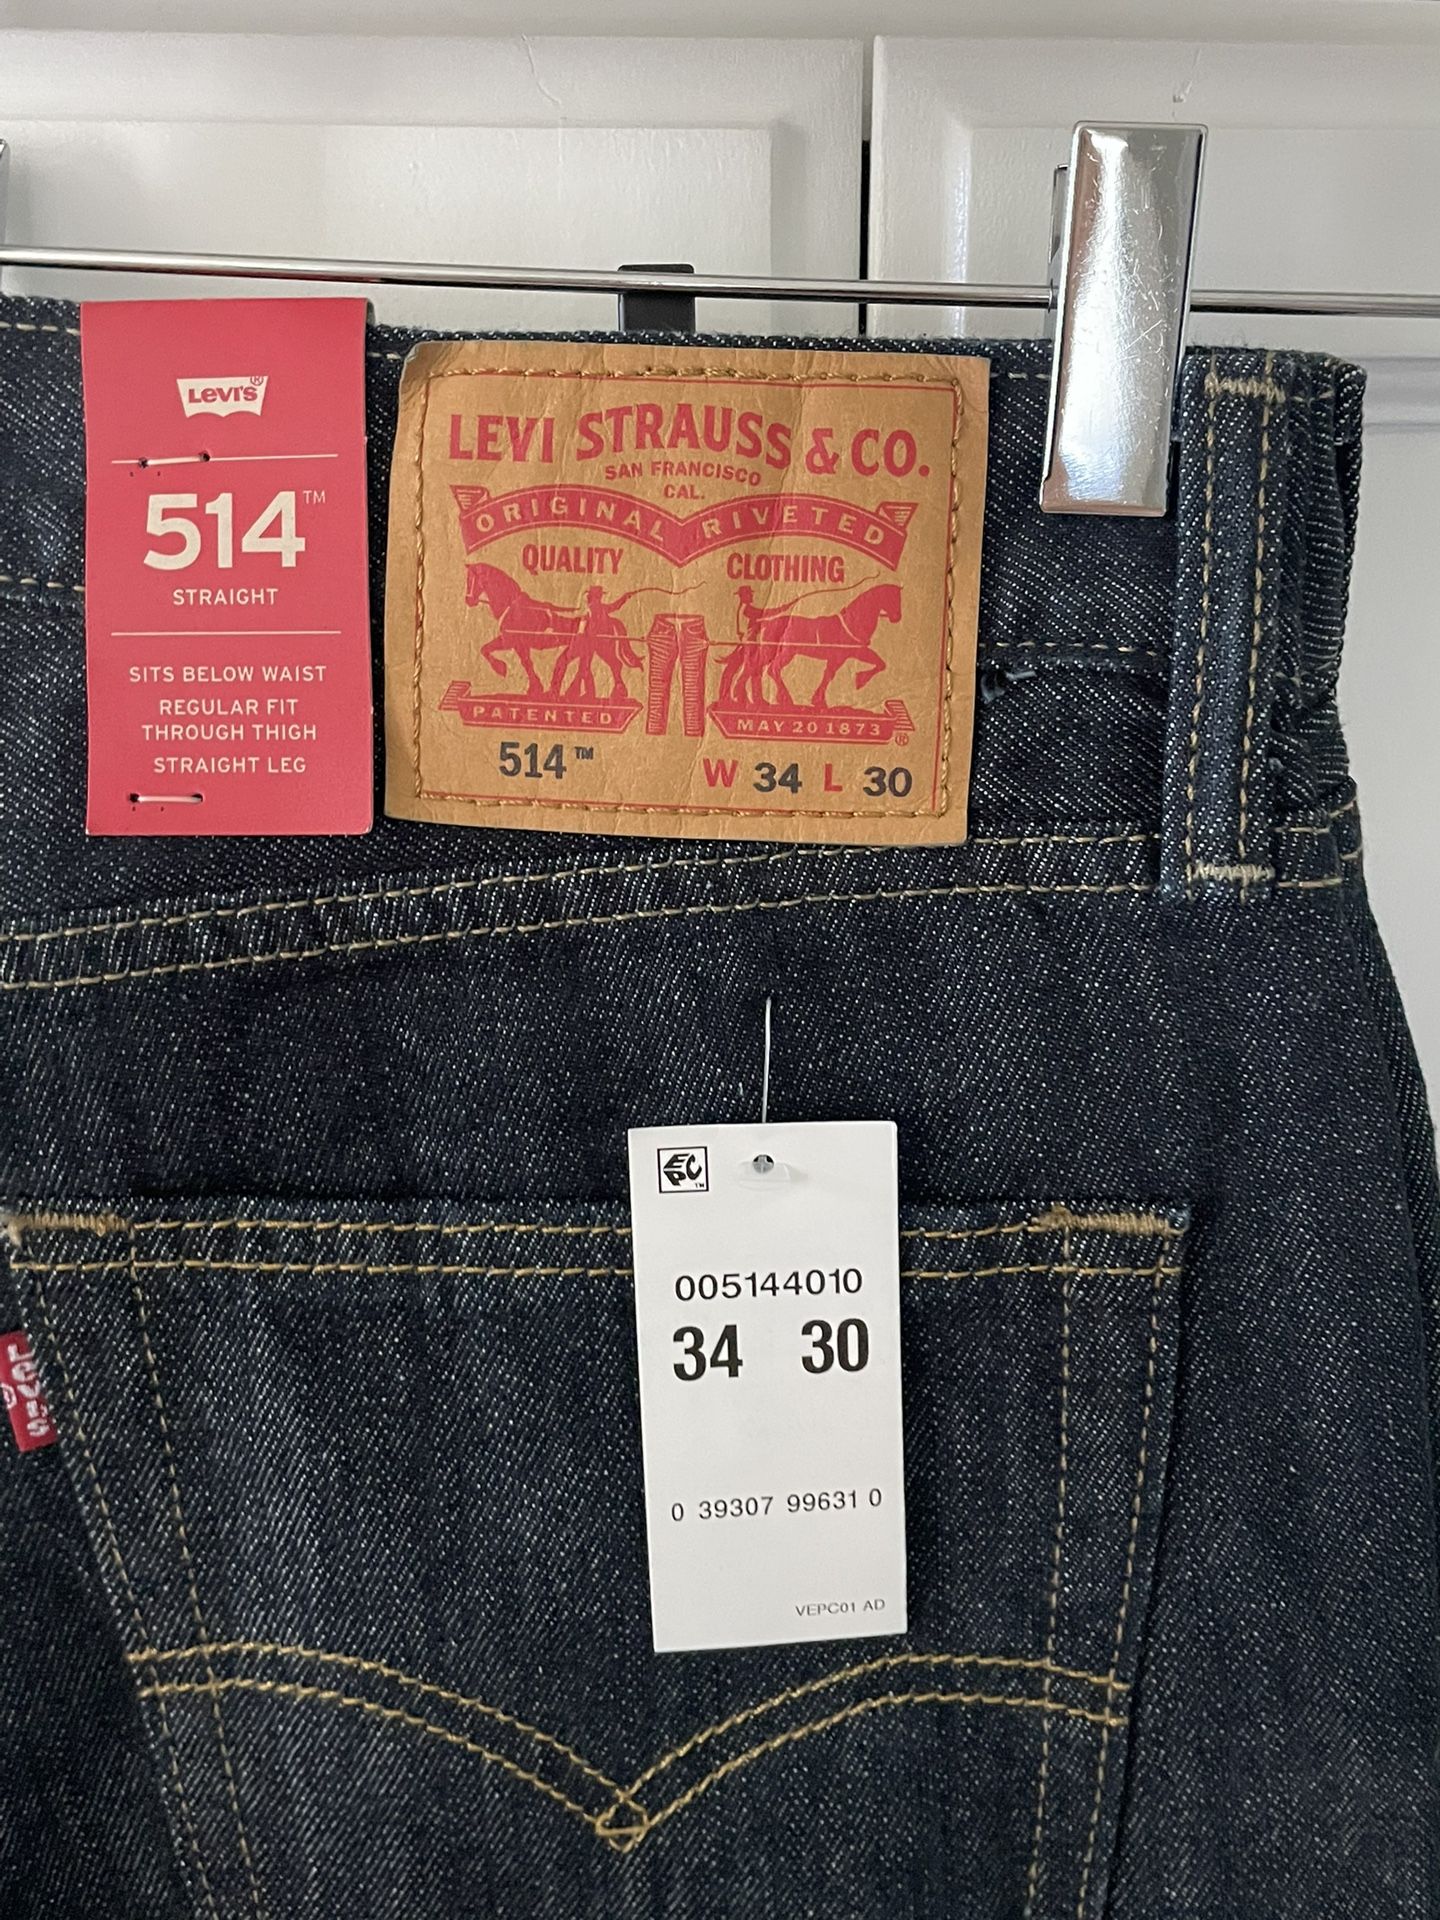 Levi's®
514™
STRAIGHT
SITS BELOW WAIST
REGULAR FIT
THROUGH THIGH
STRAIGHT LEG
LEVI STRAUSS & CO.
SAN FRANCISCO
CAL.
ORIGINAL RIVETED
QUALITY CLOTHING
PATENTED MAY 20 1873 ®
514™ W 34 L 30
EPC™
005144010
34 30
0 39307 99631 0
VEPC01 AD
LEVI'S
®